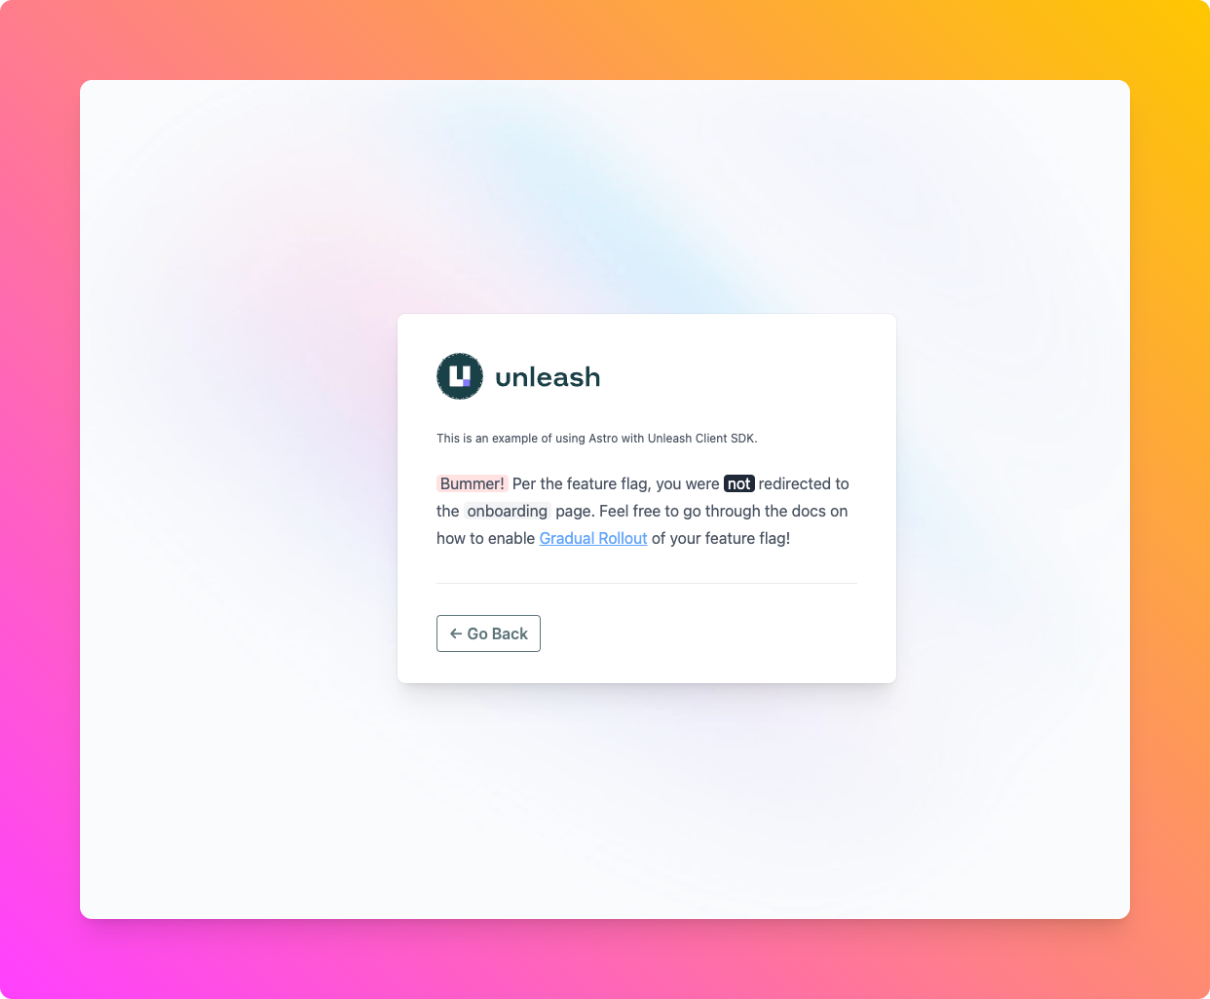 unleash
This is an example of using Astro with Unleash Client SDK.
Bummer! Per the feature flag, you were not redirected to
the onboarding page. Feel free to go through the docs on
how to enable Gradual Rollout of your feature flag!
← Go Back